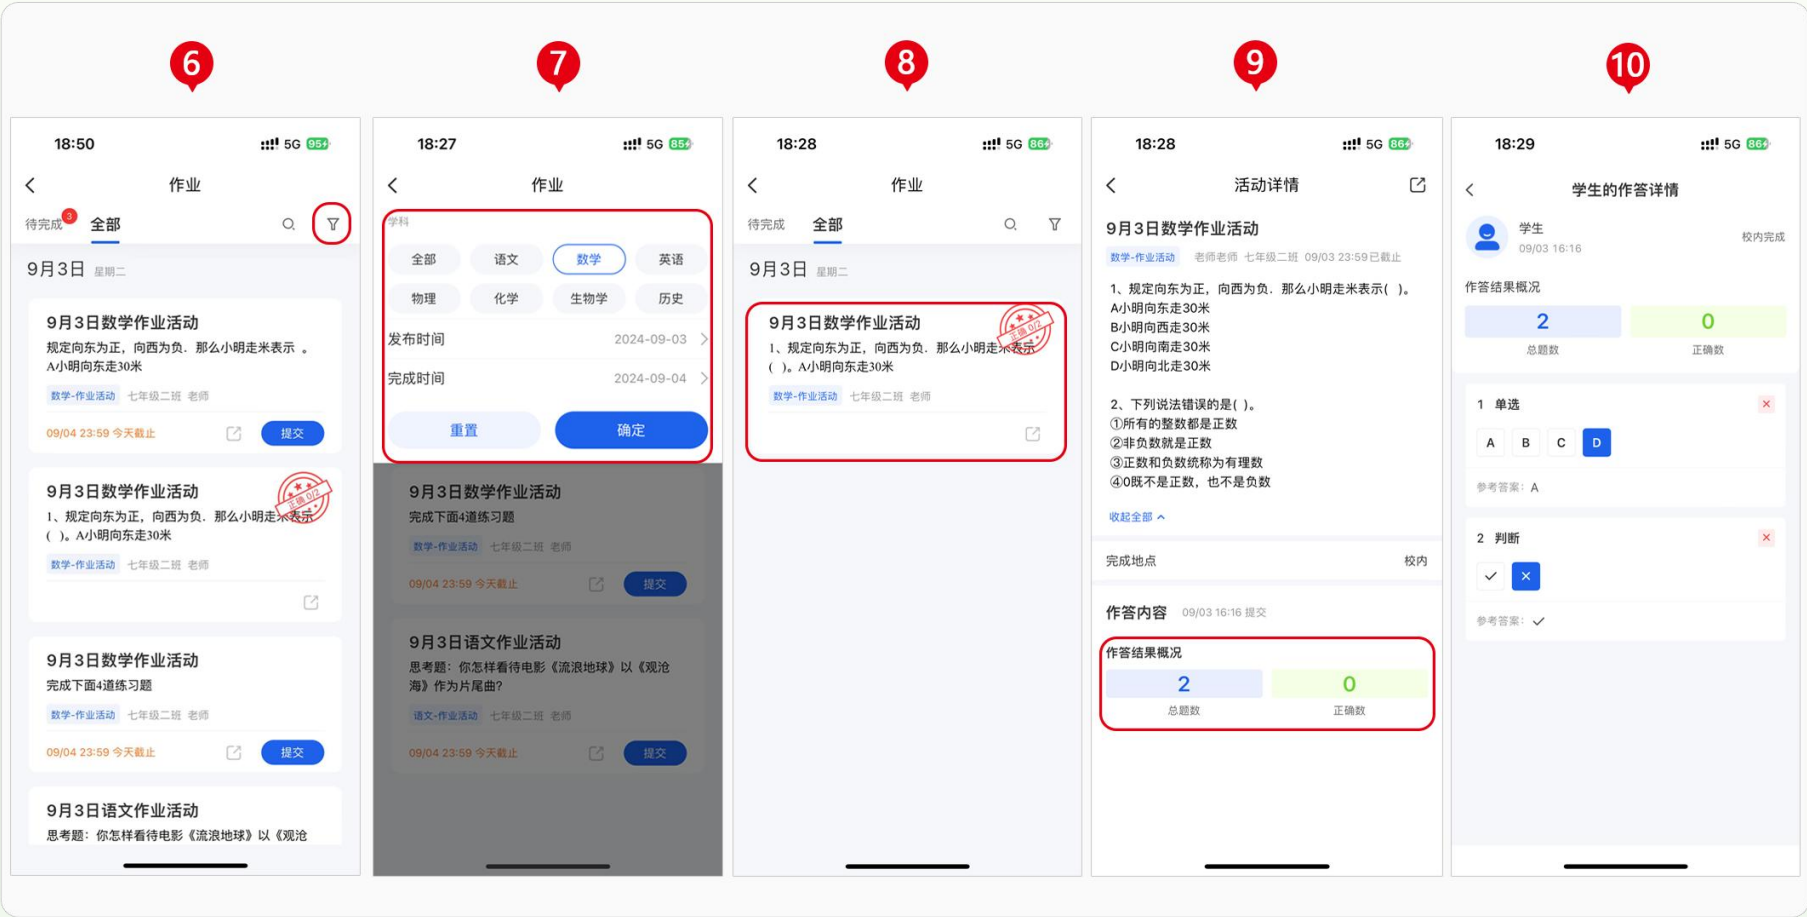 6
18:50
5G 95
作业
待完成 3 全部
9月3日 星期二
9月3日数学作业活动
规定向东为正，向西为负．那么小明走米表示 。
A小明向东走30米
数学-作业活动 七年级二班 老师
09/04 23:59 今天截止 提交
9月3日数学作业活动
正确 0/2
1、规定向东为正，向西为负．那么小明走米表示
( )。A小明向东走30米
数学-作业活动 七年级二班 老师
9月3日数学作业活动
完成下面4道练习题
数学-作业活动 七年级二班 老师
09/04 23:59 今天截止 提交
9月3日语文作业活动
思考题：你怎样看待电影《流浪地球》以《观沧
7
18:27
5G 85
作业
学科
全部 语文 数学 英语
物理 化学 生物学 历史
发布时间 2024-09-03
完成时间 2024-09-04
重置 确定
9月3日数学作业活动
完成下面4道练习题
数学-作业活动 七年级二班 老师
09/04 23:59 今天截止 提交
9月3日语文作业活动
思考题：你怎样看待电影《流浪地球》以《观沧
海》作为片尾曲?
语文-作业活动 七年级二班 老师
09/04 23:59 今天截止 提交
8
18:28
5G 86
作业
待完成 全部
9月3日 星期二
9月3日数学作业活动
正确 0/2
1、规定向东为正，向西为负．那么小明走米表示
( )。A小明向东走30米
数学-作业活动 七年级二班 老师
9
18:28
5G 86
活动详情
9月3日数学作业活动
数学-作业活动 老师老师 七年级二班 09/03 23:59已截止
1、规定向东为正，向西为负．那么小明走米表示( )。
A小明向东走30米
B小明向西走30米
C小明向南走30米
D小明向北走30米
2、下列说法错误的是( )。
①所有的整数都是正数
②非负数就是正数
③正数和负数统称为有理数
④0既不是正数，也不是负数
收起全部
完成地点 校内
作答内容 09/03 16:16 提交
作答结果概况
2 0
总题数 正确数
10
18:29
5G 86
学生的作答详情
学生
09/03 16:16 校内完成
作答结果概况
2 0
总题数 正确数
1 单选
A B C D
参考答案：A
2 判断
参考答案：✓